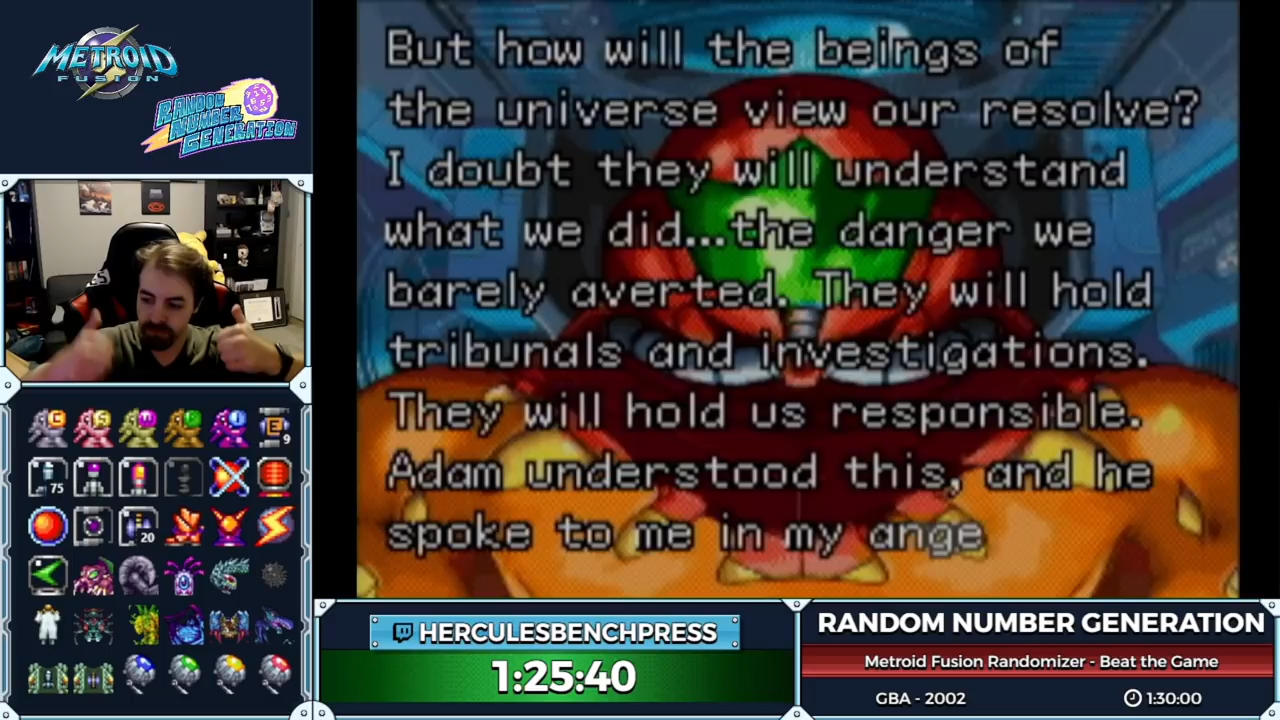 METROID
FUSION
RANDOM
NUMBER
GENERATION
But how will the beings of
the universe view our resolve?
I doubt they will understand
what we did...the danger we
barely averted. They will hold
tribunals and investigations.
They will hold us responsible.
Adam understood this, and he
spoke to me in my ange
9
75
20
HERCULESBENCHPRESS
1:25:40
RANDOM NUMBER GENERATION
Metroid Fusion Randomizer - Beat the Game
GBA - 2002
1:30:00